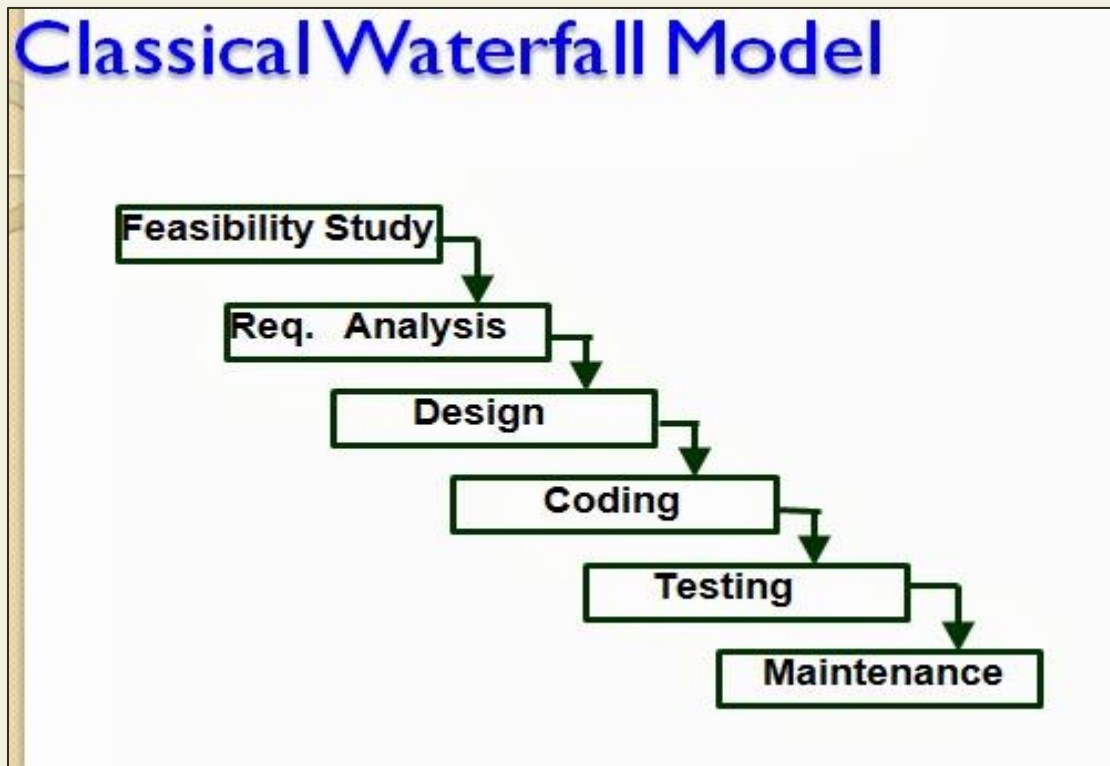 Classical Waterfall Model
Feasibility Study
Req. Analysis
Design
Coding
Testing
Maintenance